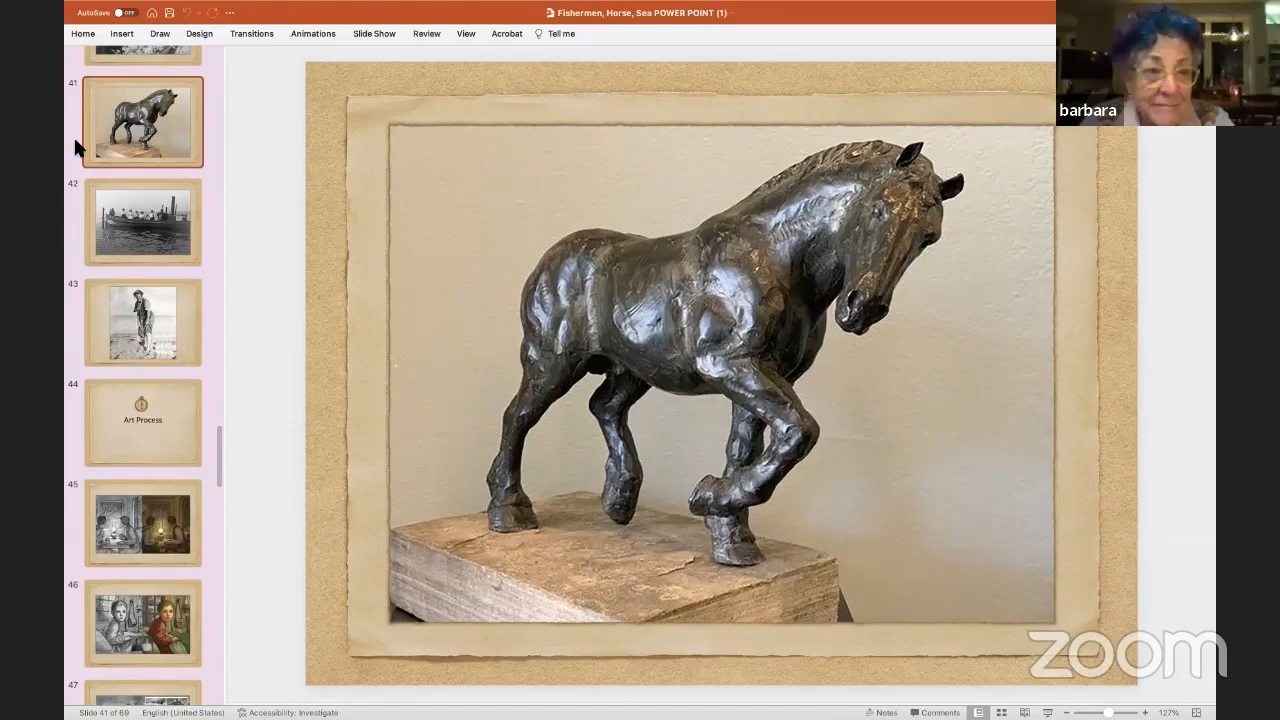 AutoSave OFF
Fishermen, Horse, Sea POWER POINT (1)
Home Insert Draw Design Transitions Animations Slide Show Review View Acrobat Tell me
barbara
41
42
43
44
Art Process
45
46
47
zoom
Slide 41 of 69 English (United States) Accessibility: Investigate Notes Comments 127%